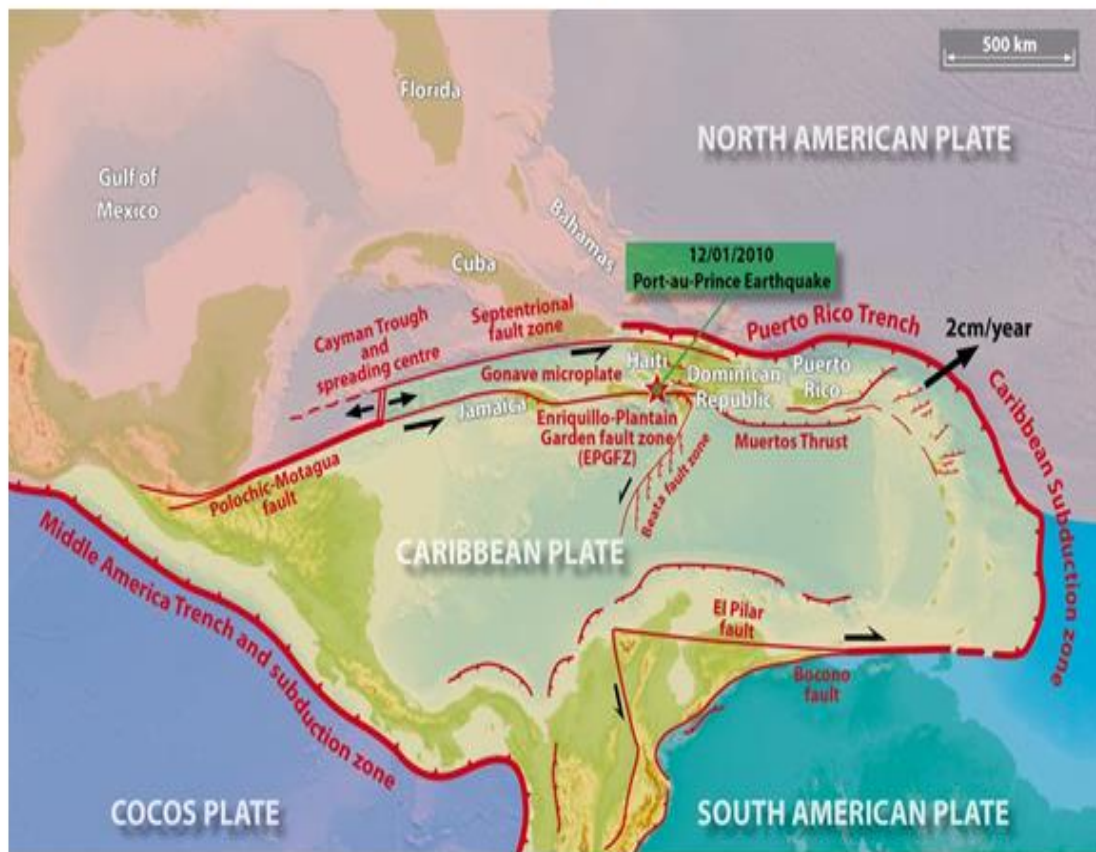 500 km
Florida
NORTH AMERICAN PLATE
Gulf of
Mexico
Bahamas
12/01/2010
Port-au-Prince Earthquake
Cuba
Cayman Trough
and
spreading centre
Septentrional
fault zone
Puerto Rico Trench
2cm/year
Haiti
Dominican
Republic
Puerto
Rico
Gonave microplate
Jamaica
Enriquillo-Plantain
Garden fault zone
(EPGFZ)
Muertos Thrust
Caribbean Subduction zone
Polochic-Motagua
fault
Beata fault zone
Middle America Trench and subduction zone
CARIBBEAN PLATE
El Pilar
fault
Bocono
fault
COCOS PLATE
SOUTH AMERICAN PLATE